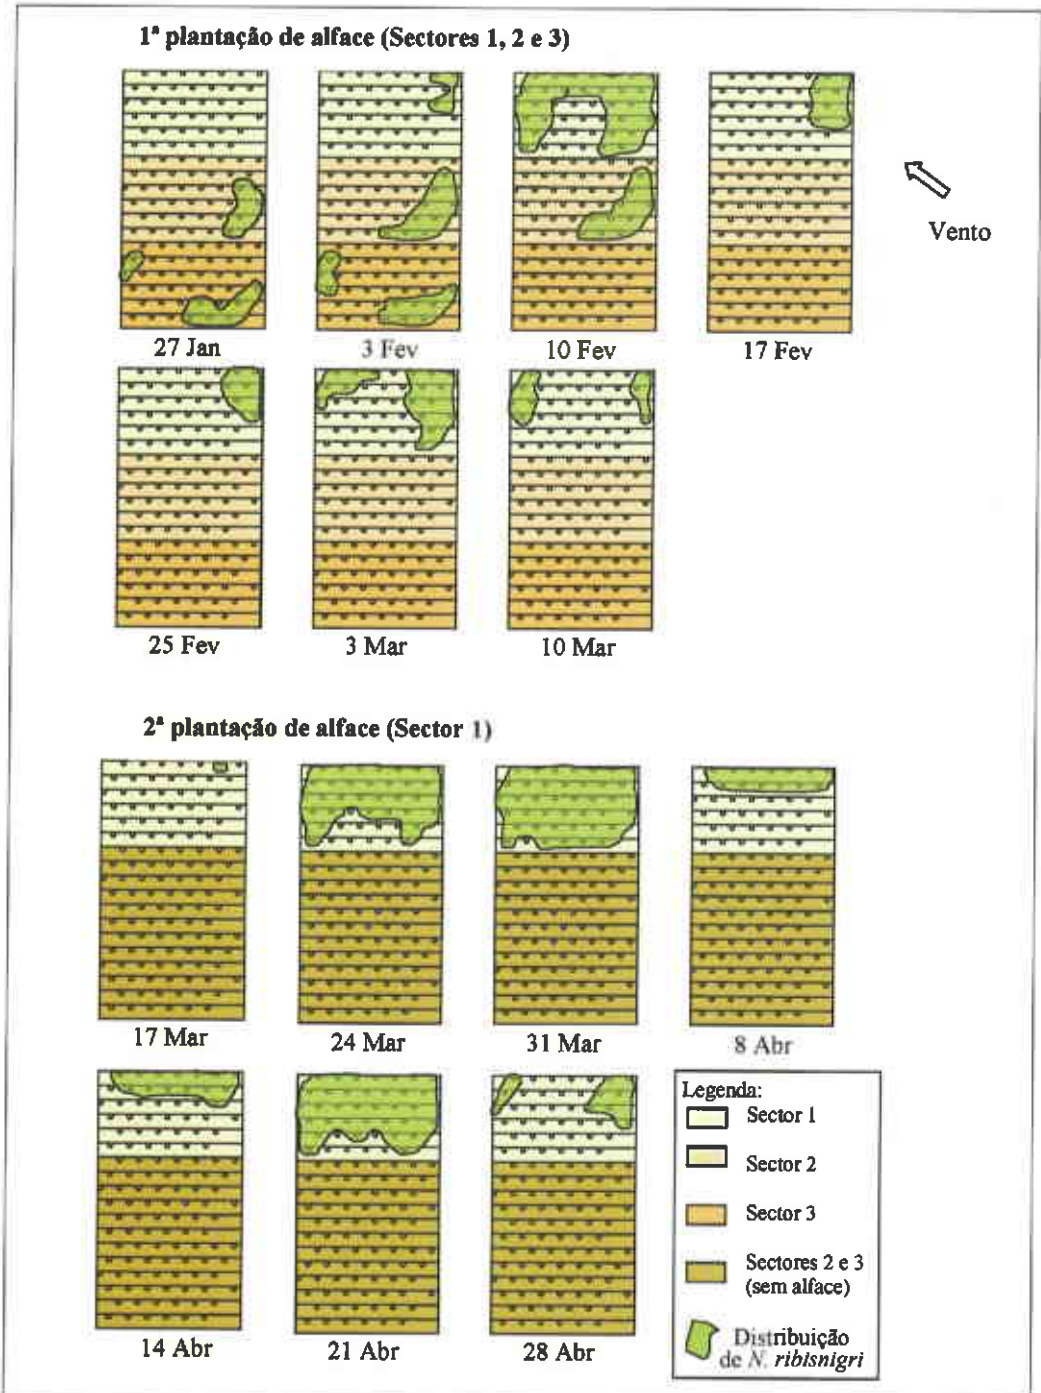 1ª plantação de alface (Sectores 1, 2 e 3)
Vento
27 Jan
3 Fev
10 Fev
17 Fev
25 Fev
3 Mar
10 Mar
2ª plantação de alface (Sector 1)
17 Mar
24 Mar
31 Mar
8 Abr
14 Abr
21 Abr
28 Abr
Legenda:
Sector 1
Sector 2
Sector 3
Sectores 2 e 3
(sem alface)
Distribuição
de N. ribisnigri